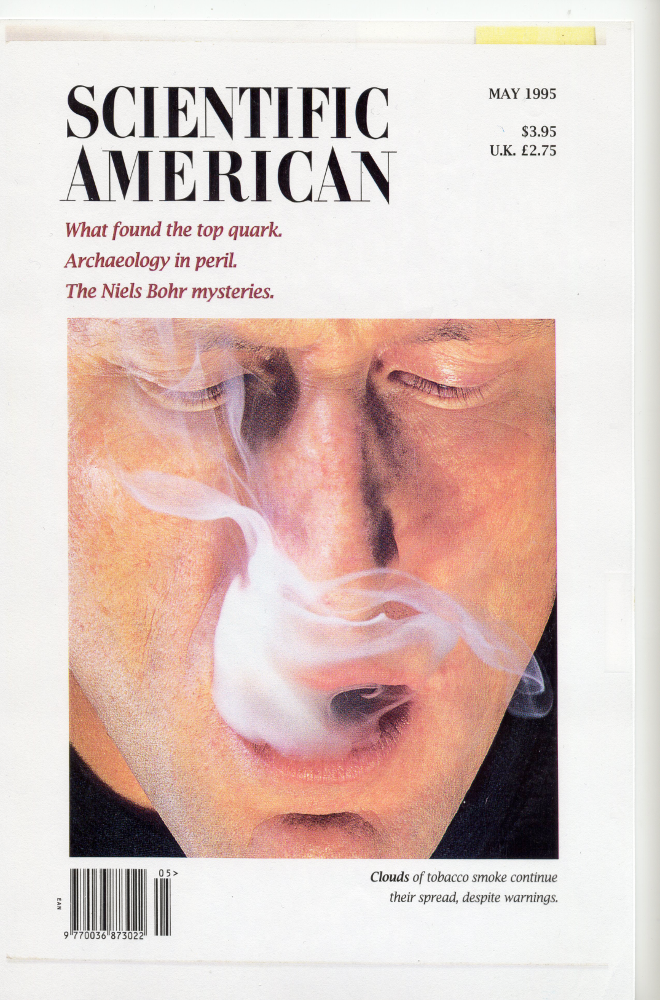 SCIENTIFIC
AMERICAN
MAY 1995
$3.95
U.K. £2.75
What found the top quark.
Archaeology in peril.
The Niels Bohr mysteries.
Clouds of tobacco smoke continue
their spread, despite warnings.
05>
EAN
9 770036 873022